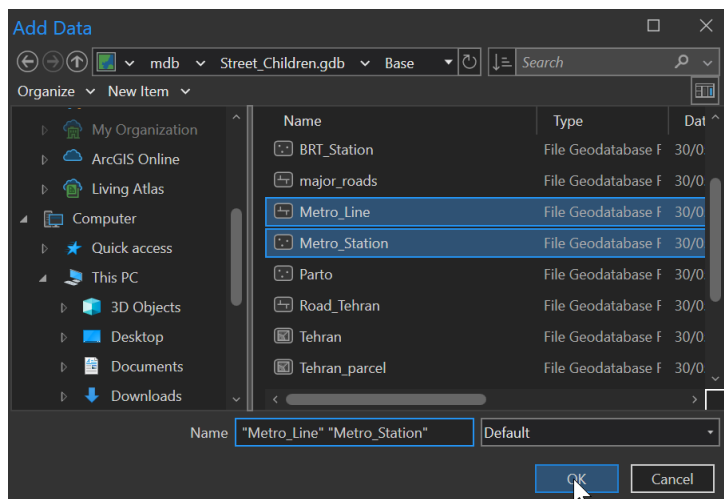 Add Data
mdb Street_Children.gdb Base Search
Organize New Item
My Organization
ArcGIS Online
Living Atlas
Computer
Quick access
This PC
3D Objects
Desktop
Documents
Downloads
Name Type Dat
BRT_Station File Geodatabase F 30/0
major_roads File Geodatabase F 30/0
Metro_Line File Geodatabase F 30/0
Metro_Station File Geodatabase F 30/0
Parto File Geodatabase F 30/0
Road_Tehran File Geodatabase F 30/0
Tehran File Geodatabase F 30/0
Tehran_parcel File Geodatabase F 30/0
Name "Metro_Line" "Metro_Station" Default
OK Cancel